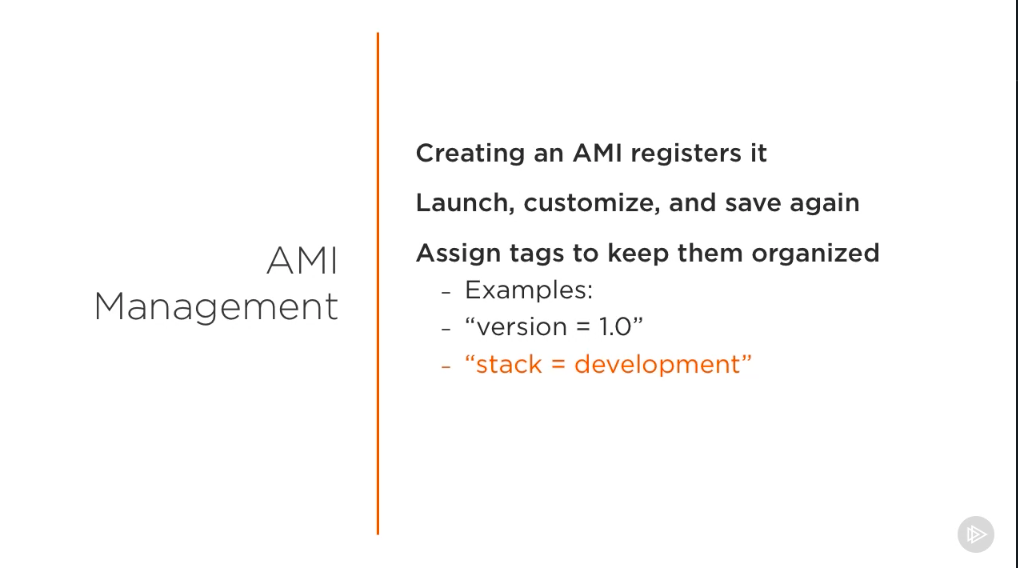 AMI
Management
Creating an AMI registers it
Launch, customize, and save again
Assign tags to keep them organized
– Examples:
– “version = 1.0”
– “stack = development”